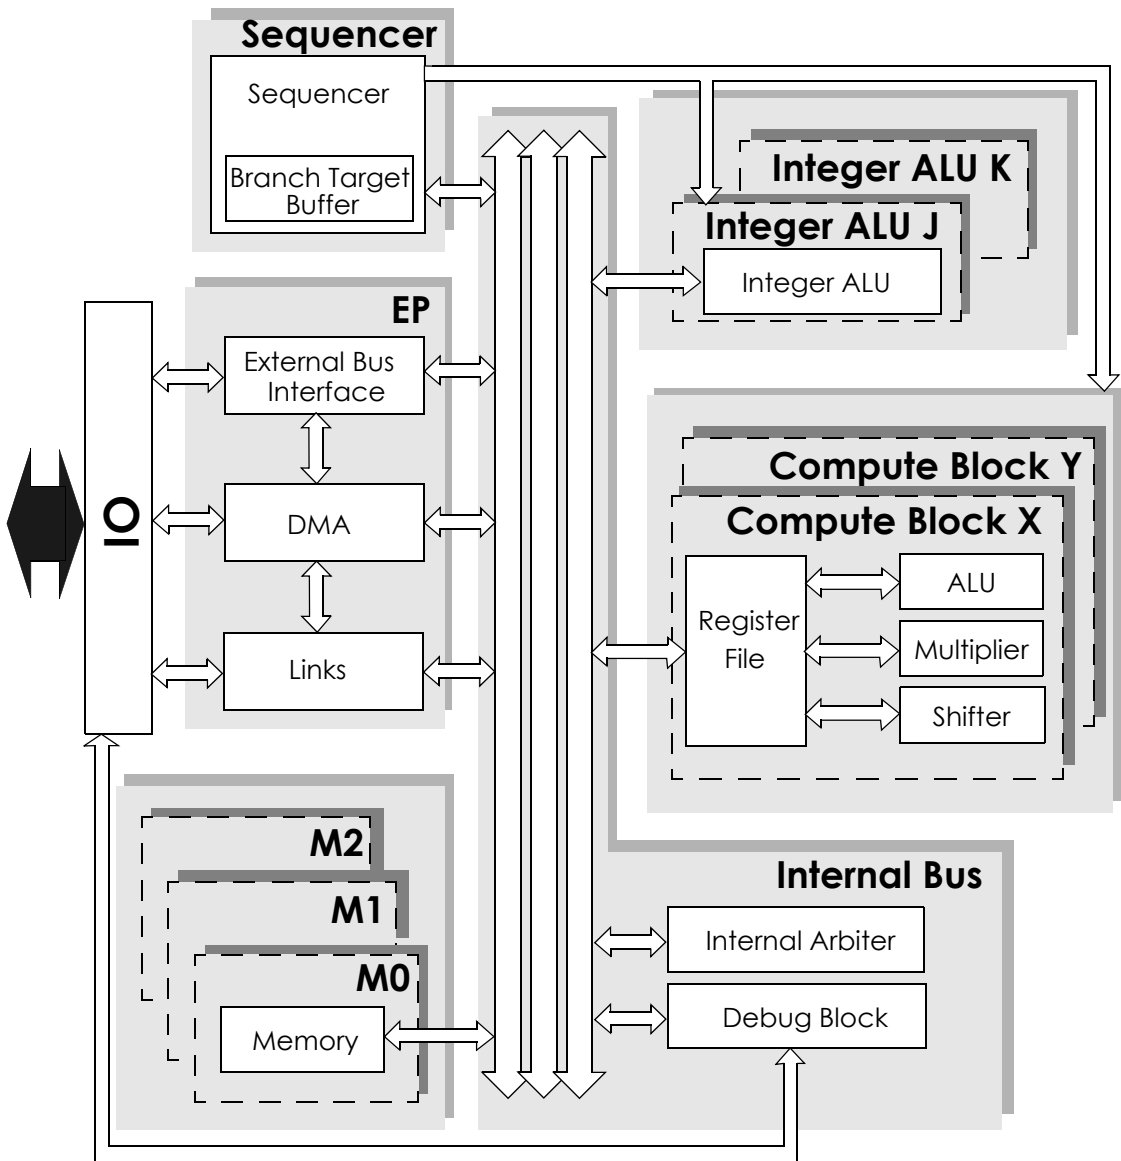 Sequencer
Sequencer
Branch Target
Buffer
Integer ALU K
Integer ALU J
Integer ALU
EP
External Bus
Interface
DMA
Links
IO
Compute Block Y
Compute Block X
Register
File
ALU
Multiplier
Shifter
M2
M1
M0
Memory
Internal Bus
Internal Arbiter
Debug Block